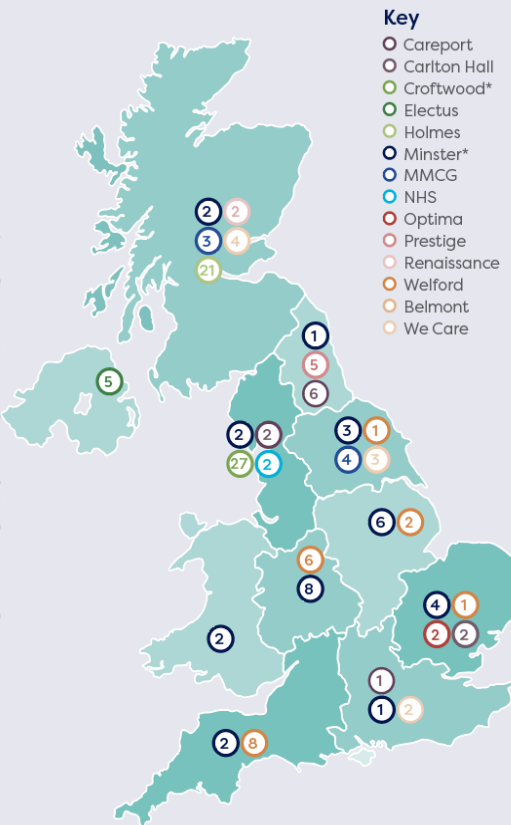 Key
Careport
Carlton Hall
Croftwood*
Electus
Holmes
Minster*
MMCG
NHS
Optima
Prestige
Renaissance
Welford
Belmont
We Care
2 2
3 4
21
1
5
6
5
2 2
27 2
3 1
4 3
6 2
6
8
4 1
2 2
2
1
1 2
2 8